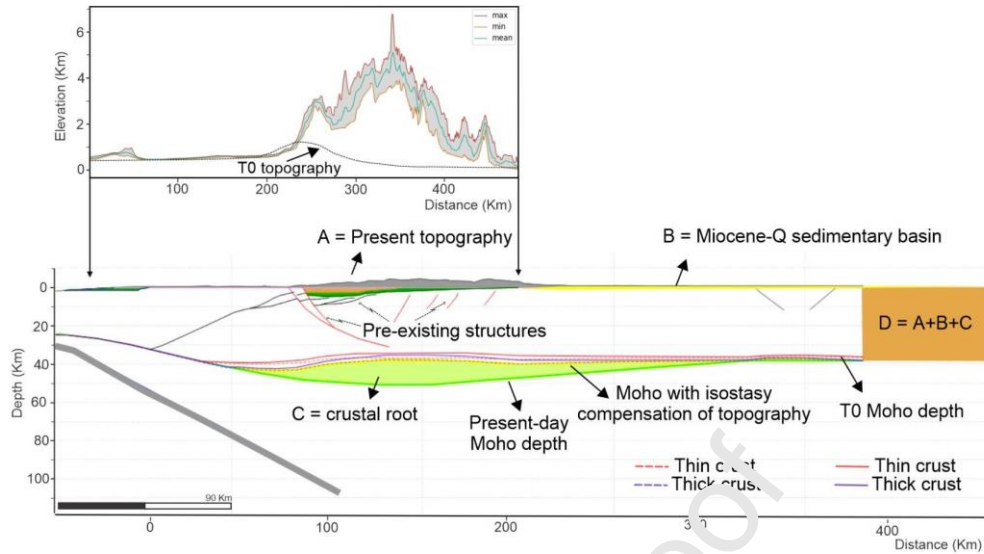 max
min
mean
6
4
2
0
Elevation (Km)
T0 topography
100
200
300
400
Distance (Km)
A = Present topography
B = Miocene-Q sedimentary basin
0
20
40
60
80
100
Depth (Km)
Pre-existing structures
D = A+B+C
C = crustal root
Present-day
Moho depth
Moho with isostasy
compensation of topography
T0 Moho depth
Thin crust
Thick crust
Thin crust
Thick crust
90 Km
0
100
200
400
Distance (Km)